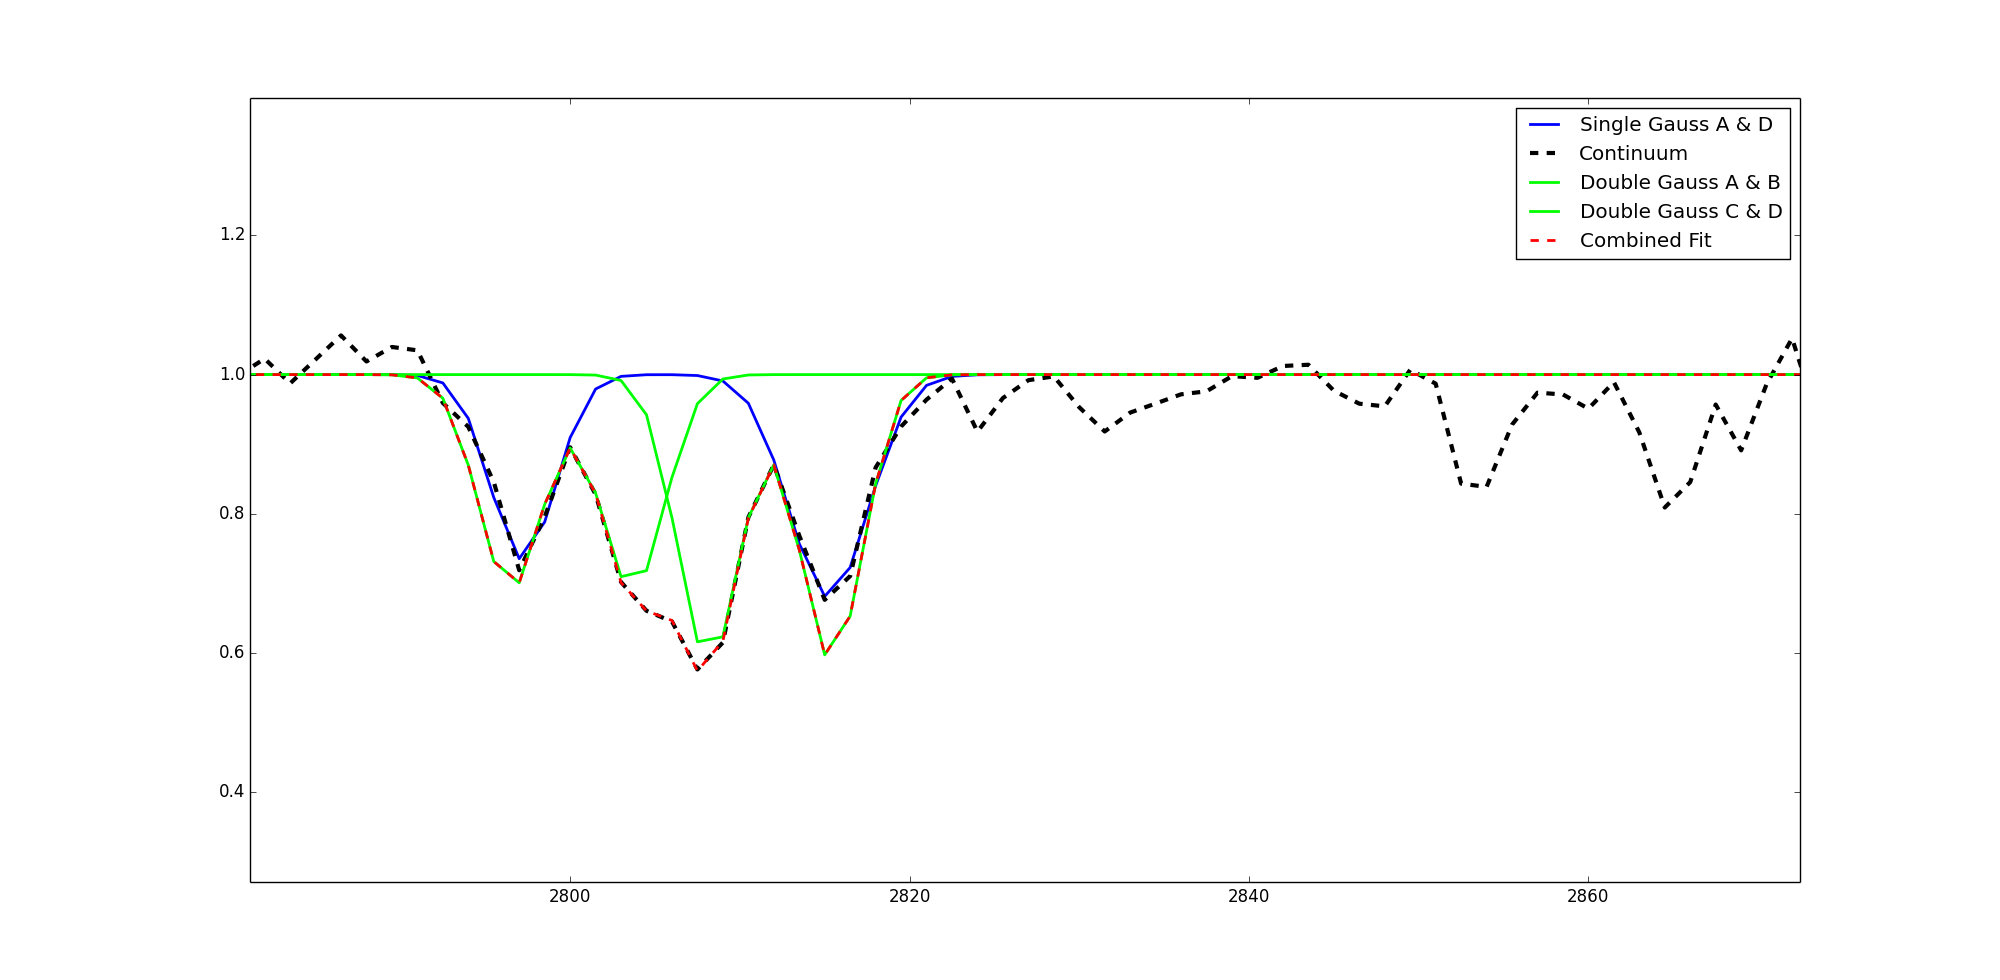 Single Gauss A & D
Continuum
Double Gauss A & B
Double Gauss C & D
Combined Fit
1.2
1.0
0.8
0.6
0.4
2800 2820 2840 2860